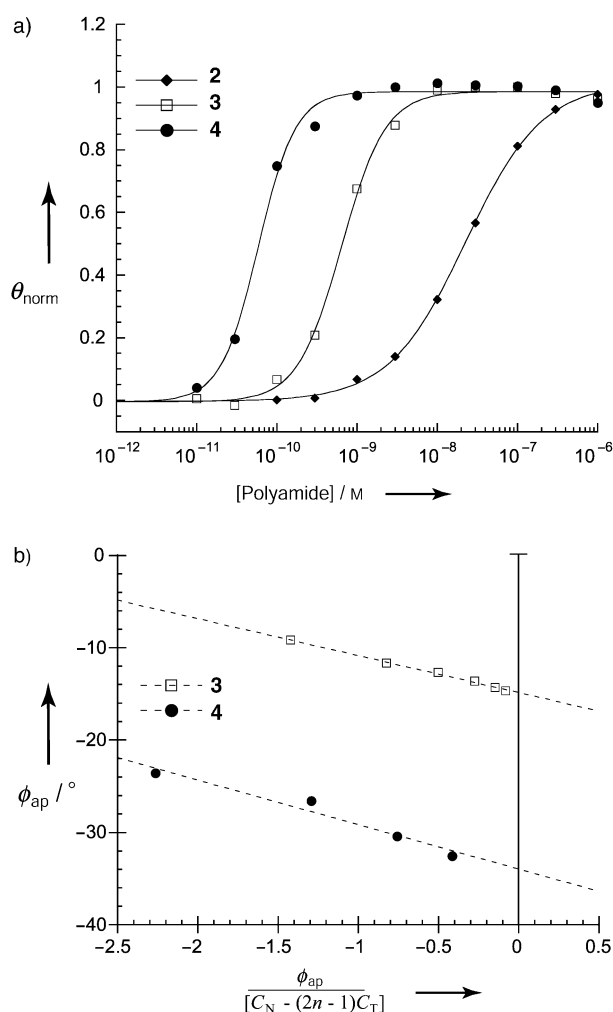 a)
1.2
1
0.8
0.6
0.4
0.2
0
θnorm
2
3
4
10⁻¹² 10⁻¹¹ 10⁻¹⁰ 10⁻⁹ 10⁻⁸ 10⁻⁷ 10⁻⁶
[Polyamide] / M
b)
0
−10
−20
−30
−40
ϕap / °
3
4
−2.5 −2 −1.5 −1 −0.5 0 0.5
ϕap
[CN - (2n - 1)CT]